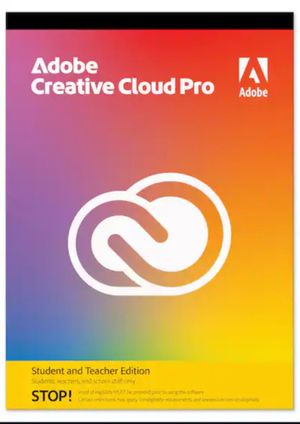 Adobe
Creative Cloud Pro
Adobe
Student and Teacher Edition
Students, teachers, and school staff only
STOP!